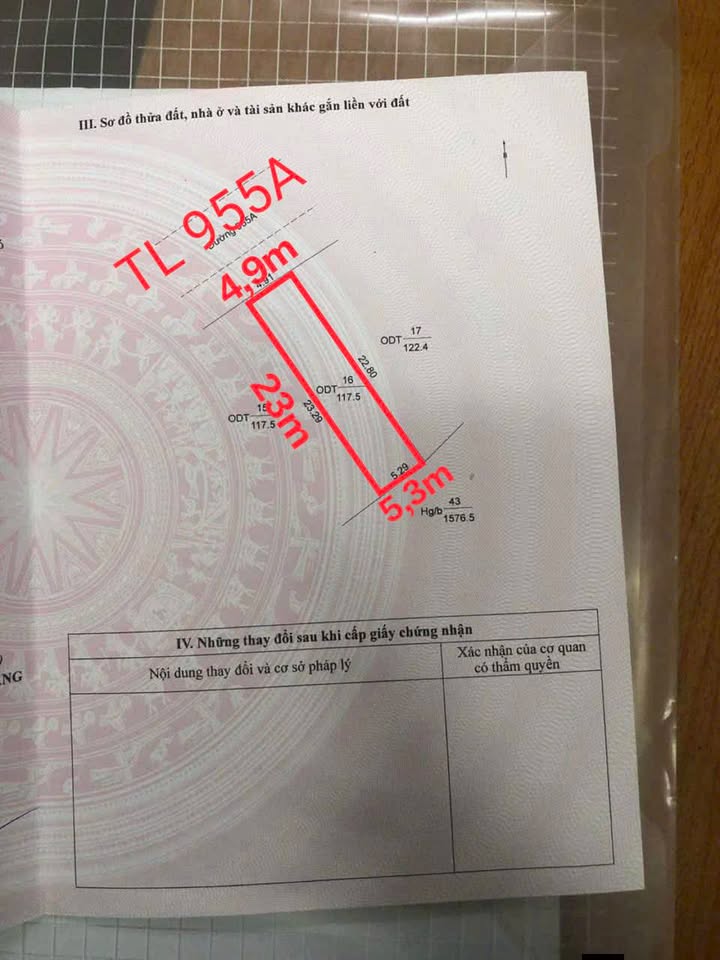 III. Sơ đồ thửa đất, nhà ở và tài sản khác gắn liền với đất
TL 955A
4,9m
4.91
ODT 17
122.4
22.80
ODT 16
117.5
23m
23.29
ODT 15
117.5
5.29
5,3m
Hg/b 43
1576.5
IV. Những thay đổi sau khi cấp giấy chứng nhận
Nội dung thay đổi và cơ sở pháp lý
Xác nhận của cơ quan
có thẩm quyền